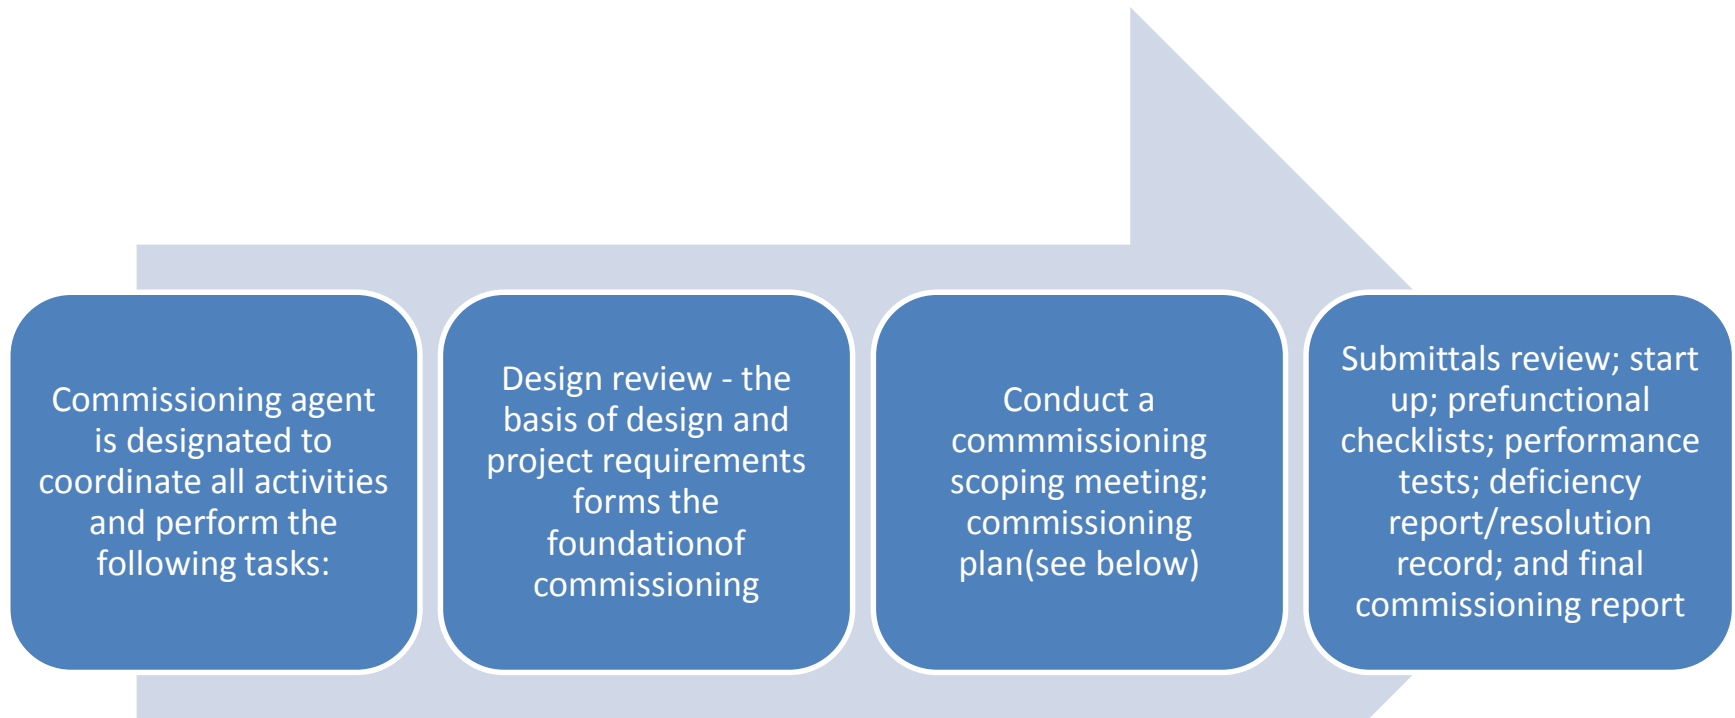 Commissioning agent
is designated to
coordinate all activities
and perform the
following tasks:
Design review - the
basis of design and
project requirements
forms the
foundationof
commissioning
Conduct a
commmissioning
scoping meeting;
commissioning
plan(see below)
Submittals review; start
up; prefunctional
checklists; performance
tests; deficiency
report/resolution
record; and final
commissioning report